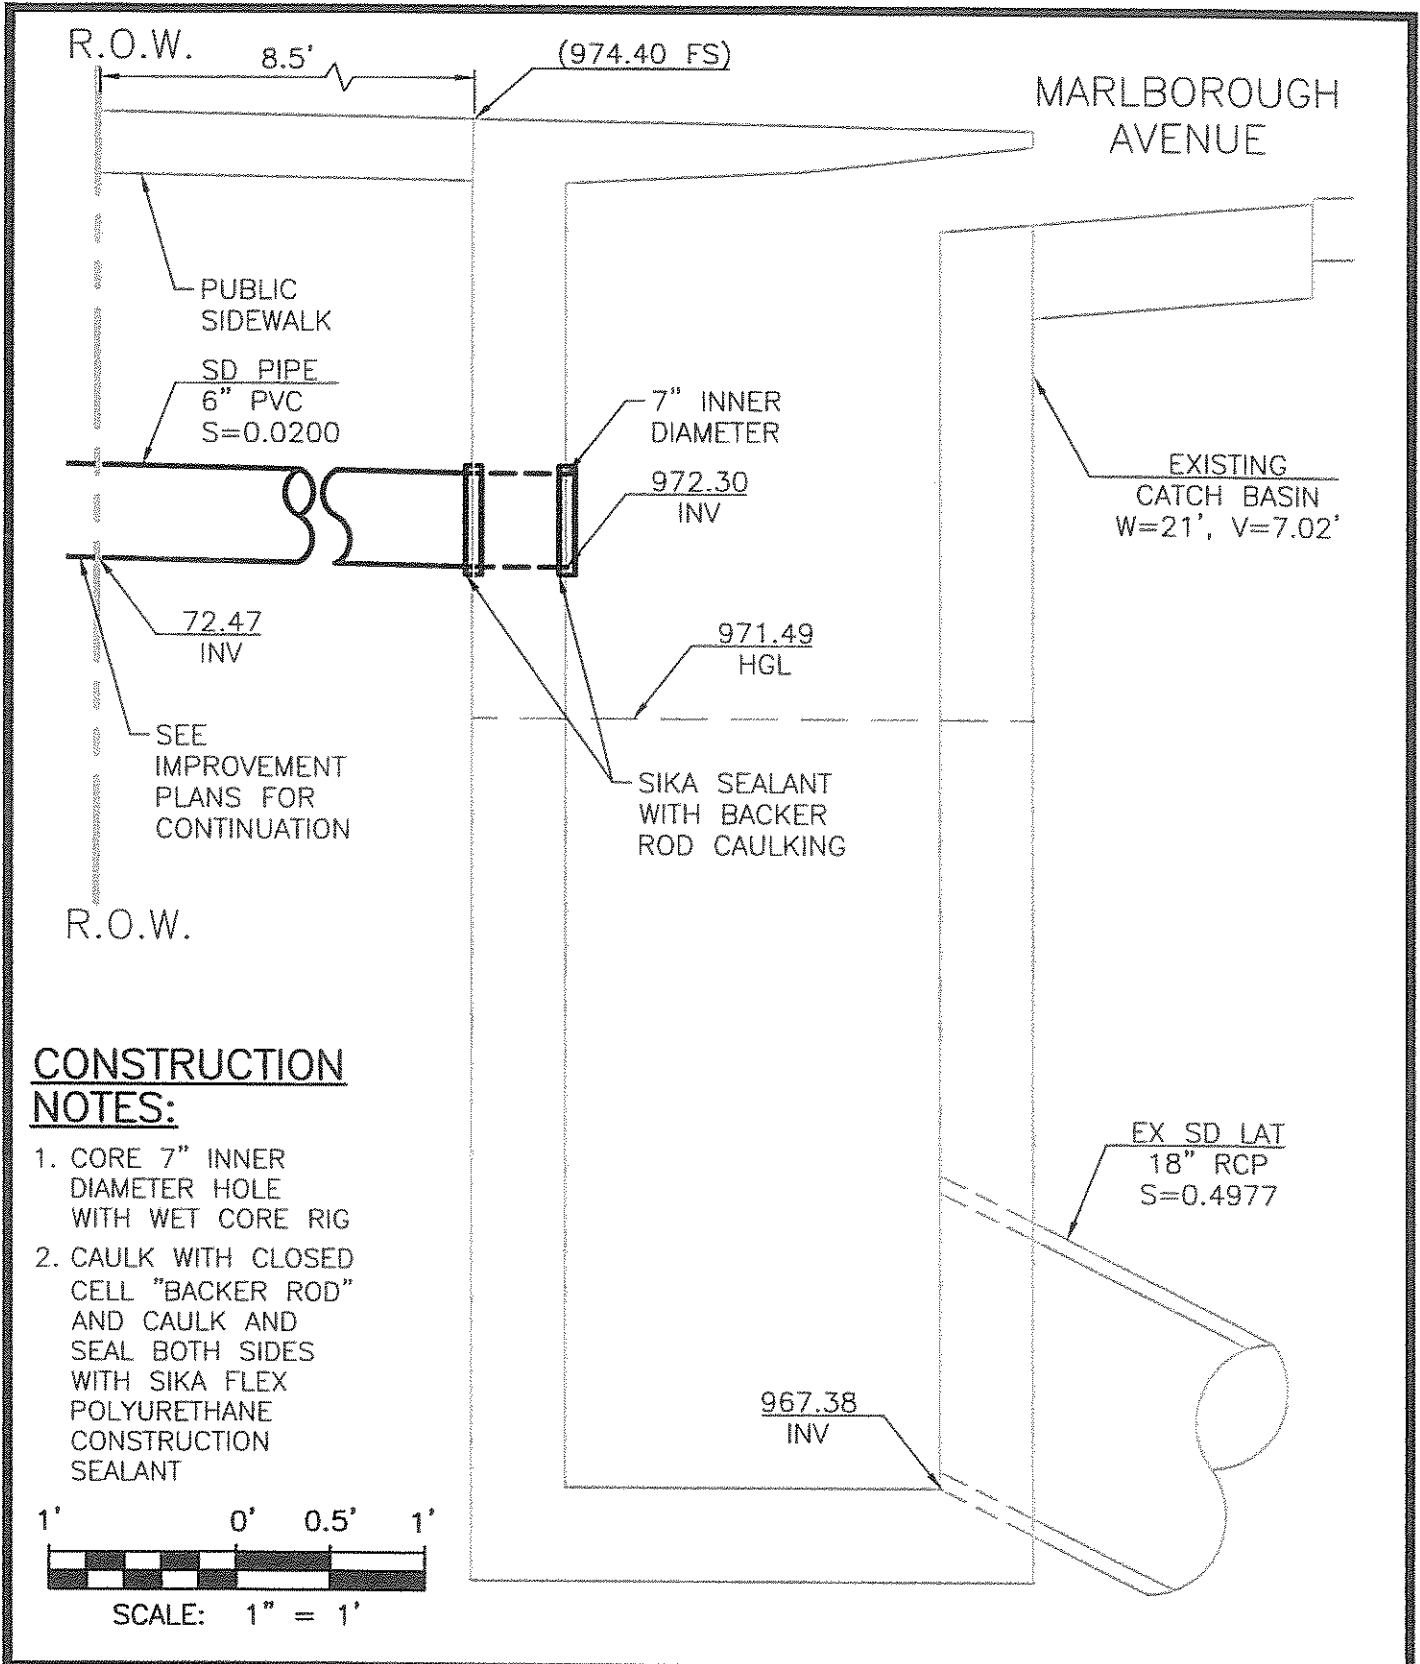 R.O.W.
8.5'
(974.40 FS)
MARLBOROUGH
AVENUE
PUBLIC
SIDEWALK
SD PIPE
6" PVC
S=0.0200
7" INNER
DIAMETER
972.30
INV
EXISTING
CATCH BASIN
W=21', V=7.02'
72.47
INV
971.49
HGL
SEE
IMPROVEMENT
PLANS FOR
CONTINUATION
SIKA SEALANT
WITH BACKER
ROD CAULKING
R.O.W.
CONSTRUCTION
NOTES:
1. CORE 7" INNER
DIAMETER HOLE
WITH WET CORE RIG
2. CAULK WITH CLOSED
CELL "BACKER ROD"
AND CAULK AND
SEAL BOTH SIDES
WITH SIKA FLEX
POLYURETHANE
CONSTRUCTION
SEALANT
EX SD LAT
18" RCP
S=0.4977
967.38
INV
1' 0' 0.5' 1'
SCALE: 1" = 1'